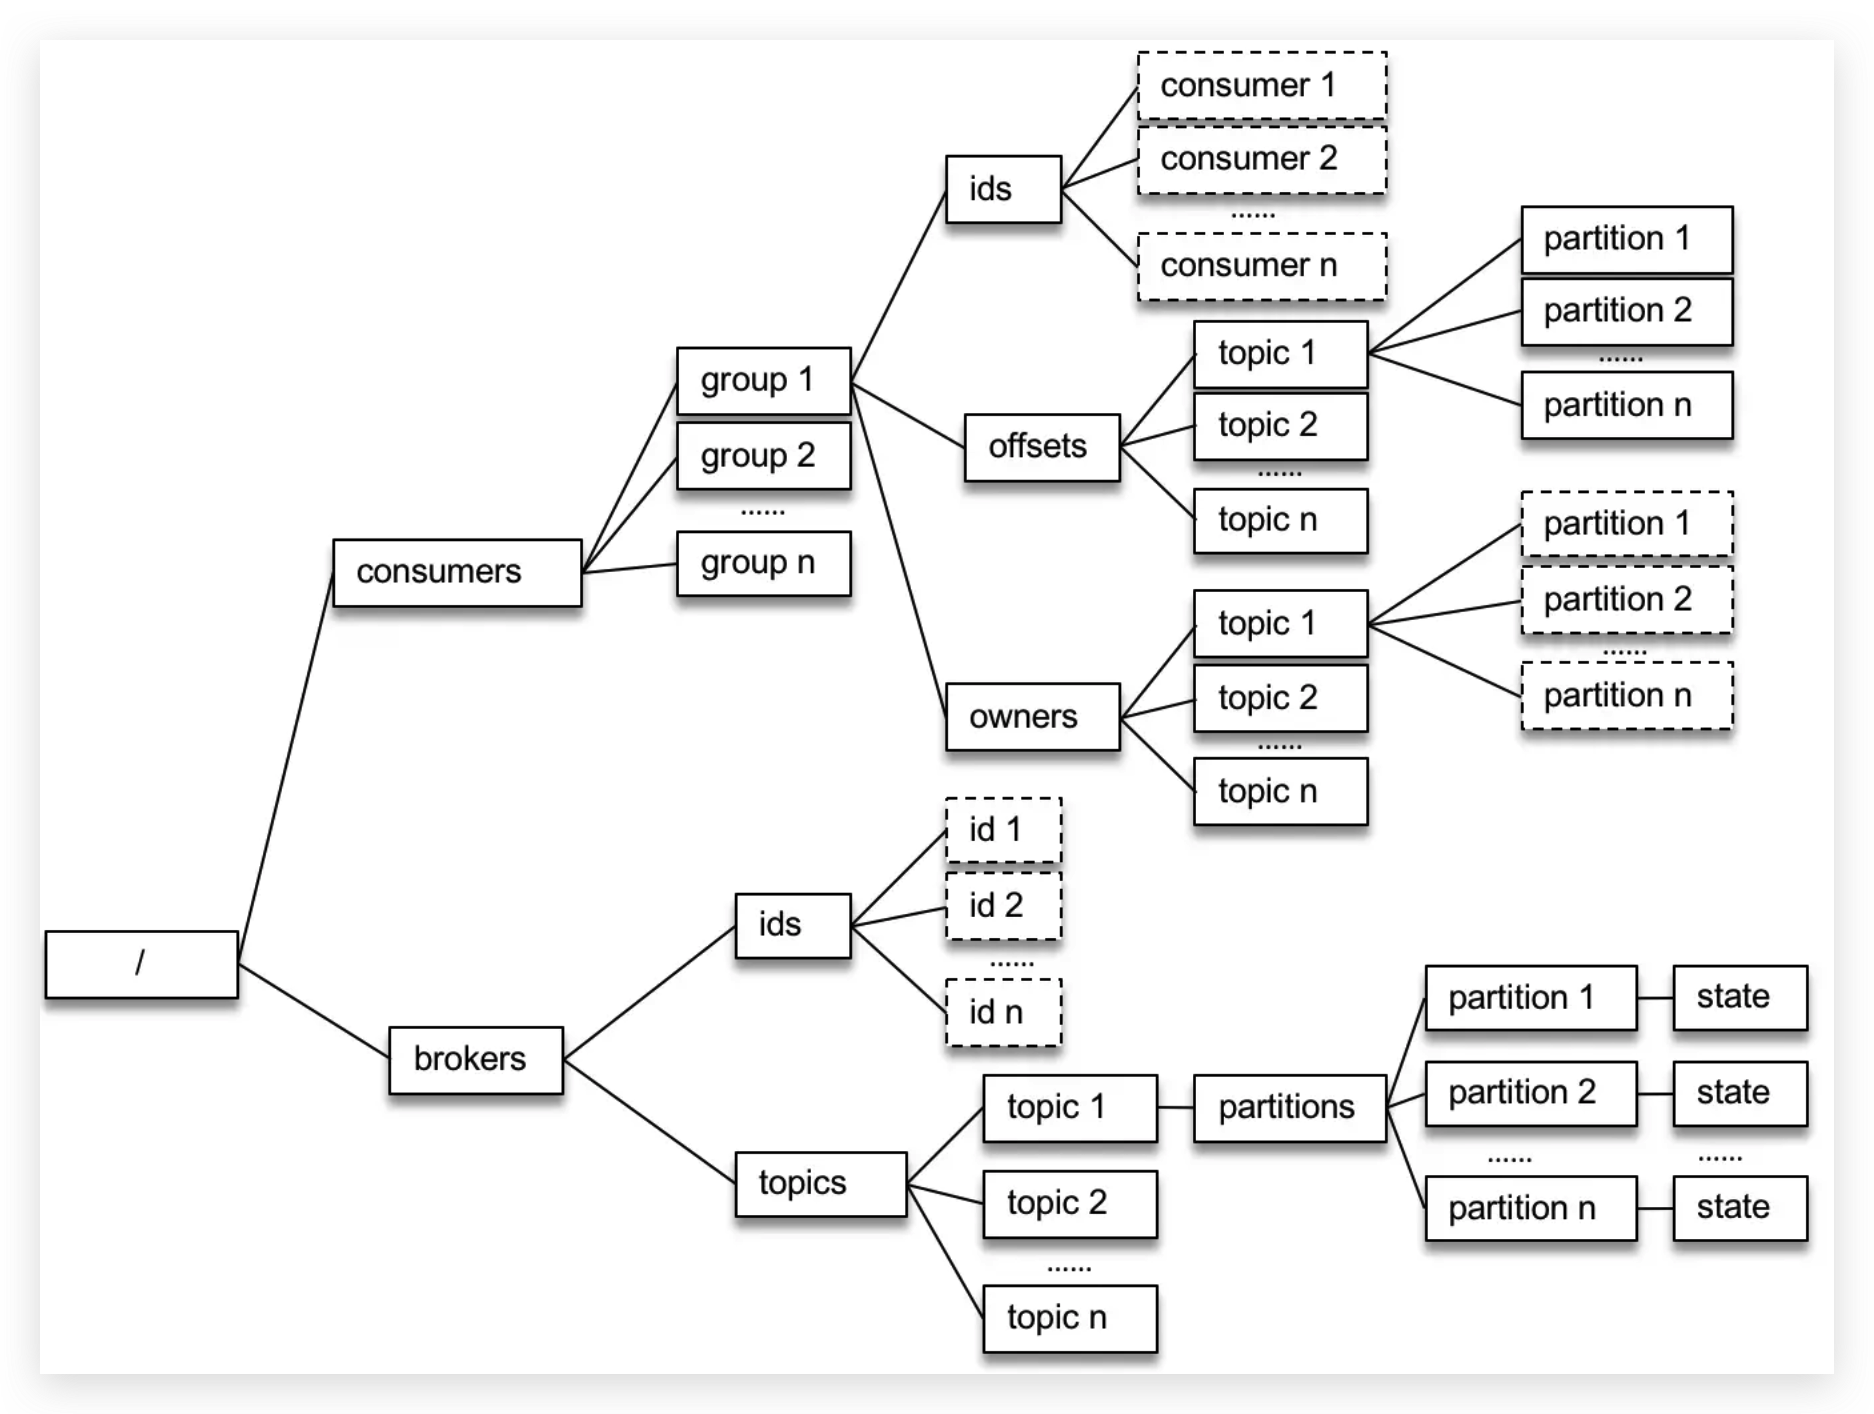 /
consumers
group 1
group 2
......
group n
ids
consumer 1
consumer 2
......
consumer n
offsets
topic 1
topic 2
......
topic n
partition 1
partition 2
......
partition n
owners
topic 1
topic 2
......
topic n
partition 1
partition 2
......
partition n
brokers
ids
id 1
id 2
......
id n
topics
topic 1
topic 2
......
topic n
partitions
partition 1
state
partition 2
state
......
......
partition n
state